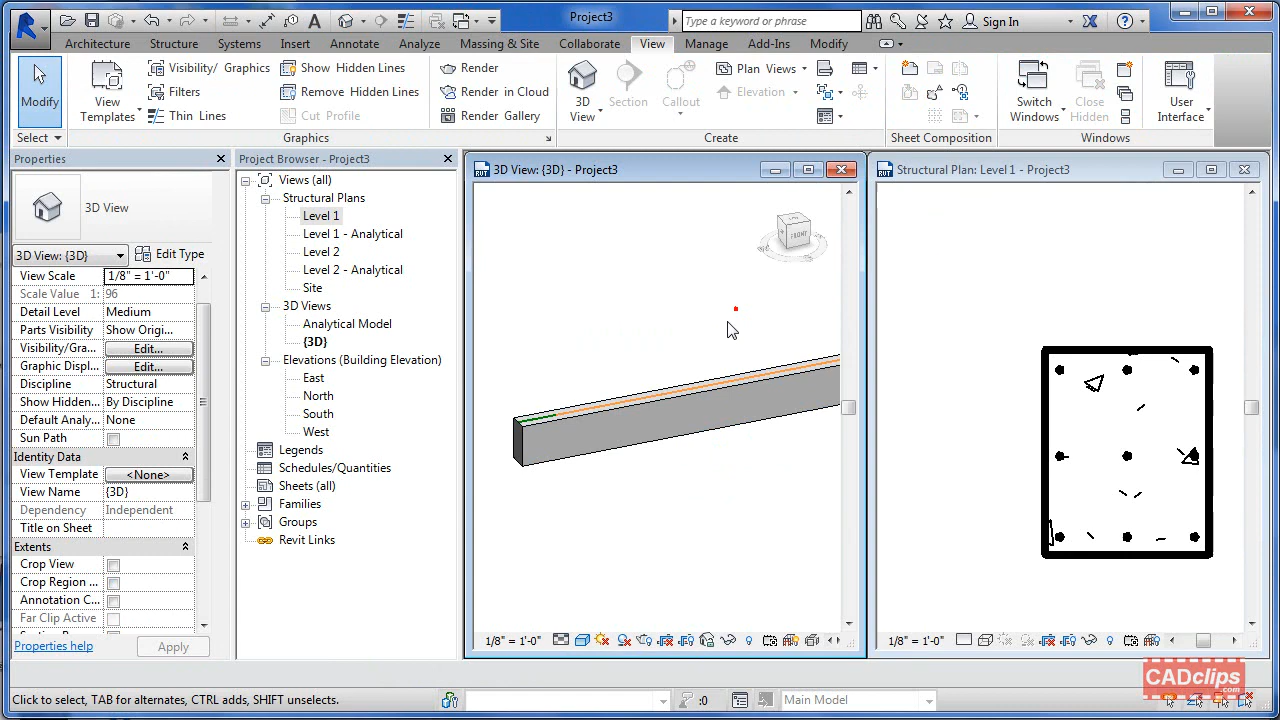 Project3
Type a keyword or phrase
Sign In
Architecture Structure Systems Insert Annotate Analyze Massing & Site Collaborate View Manage Add-Ins Modify
Modify
View Templates
Visibility/ Graphics
Filters
Thin Lines
Show Hidden Lines
Remove Hidden Lines
Cut Profile
Render
Render in Cloud
Render Gallery
3D View
Section
Callout
Plan Views
Elevation
Switch Windows
Close Hidden
User Interface
Select Graphics Create Sheet Composition Windows
Properties
3D View
3D View: {3D} Edit Type
View Scale 1/8" = 1'-0"
Scale Value 1: 96
Detail Level Medium
Parts Visibility Show Origi...
Visibility/Gra... Edit...
Graphic Displ... Edit...
Discipline Structural
Show Hidden... By Discipline
Default Analy... None
Sun Path
Identity Data
View Template <None>
View Name {3D}
Dependency Independent
Title on Sheet
Extents
Crop View
Crop Region ...
Annotation C...
Far Clip Active
Properties help Apply
Project Browser - Project3
Views (all)
Structural Plans
Level 1
Level 1 - Analytical
Level 2
Level 2 - Analytical
Site
3D Views
Analytical Model
{3D}
Elevations (Building Elevation)
East
North
South
West
Legends
Schedules/Quantities
Sheets (all)
Families
Groups
Revit Links
3D View: {3D} - Project3
FRONT
1/8" = 1'-0"
Structural Plan: Level 1 - Project3
1/8" = 1'-0"
CADclips
.com
Click to select, TAB for alternates, CTRL adds, SHIFT unselects.
:0
Main Model